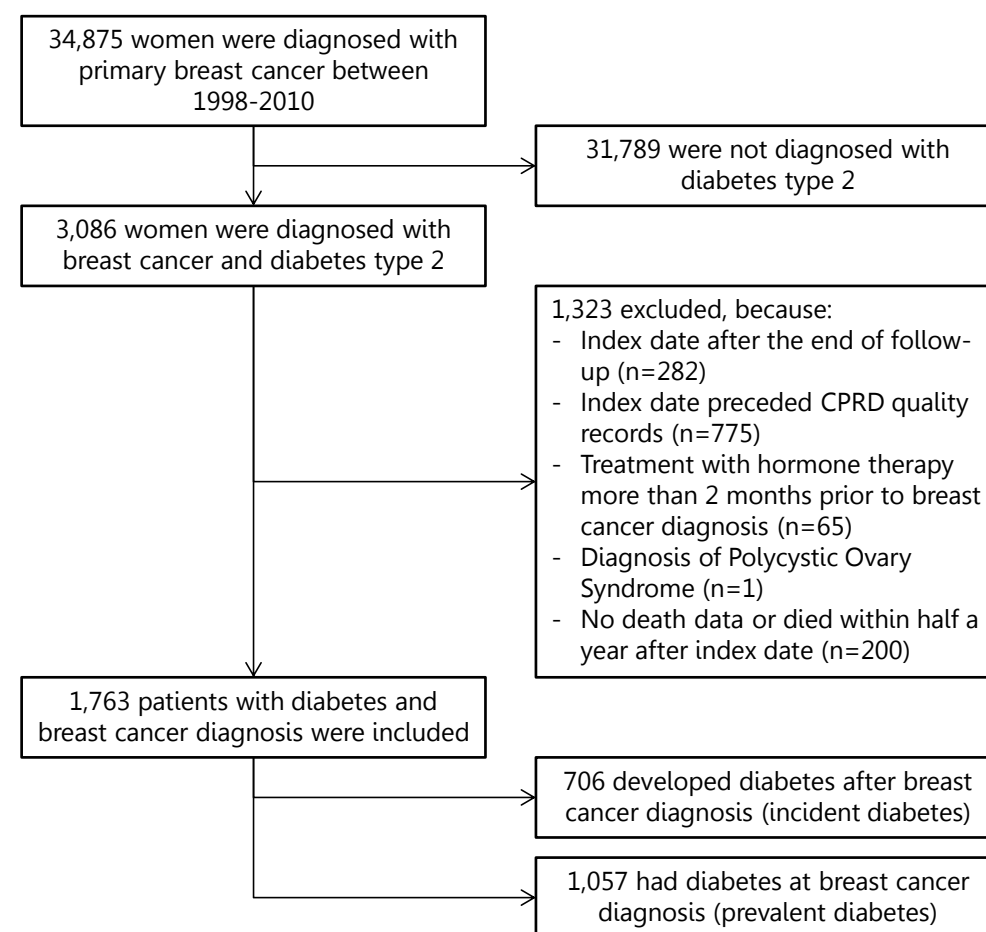 34,875 women were diagnosed with
primary breast cancer between
1998-2010
31,789 were not diagnosed with
diabetes type 2
3,086 women were diagnosed with
breast cancer and diabetes type 2
1,323 excluded, because:
- Index date after the end of follow-
up (n=282)
- Index date preceded CPRD quality
records (n=775)
- Treatment with hormone therapy
more than 2 months prior to breast
cancer diagnosis (n=65)
- Diagnosis of Polycystic Ovary
Syndrome (n=1)
- No death data or died within half a
year after index date (n=200)
1,763 patients with diabetes and
breast cancer diagnosis were included
706 developed diabetes after breast
cancer diagnosis (incident diabetes)
1,057 had diabetes at breast cancer
diagnosis (prevalent diabetes)